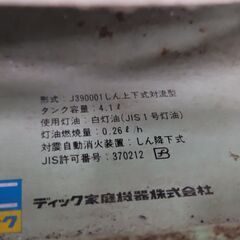 形式：J390001しん上下式対流型
タンク容量：4.1ℓ
使用灯油：白灯油(JIS1号灯油)
灯油燃焼量：0.26ℓ/h
対震自動消火装置：しん降下式
JIS許可番号：370212
ディック家庭機器株式会社